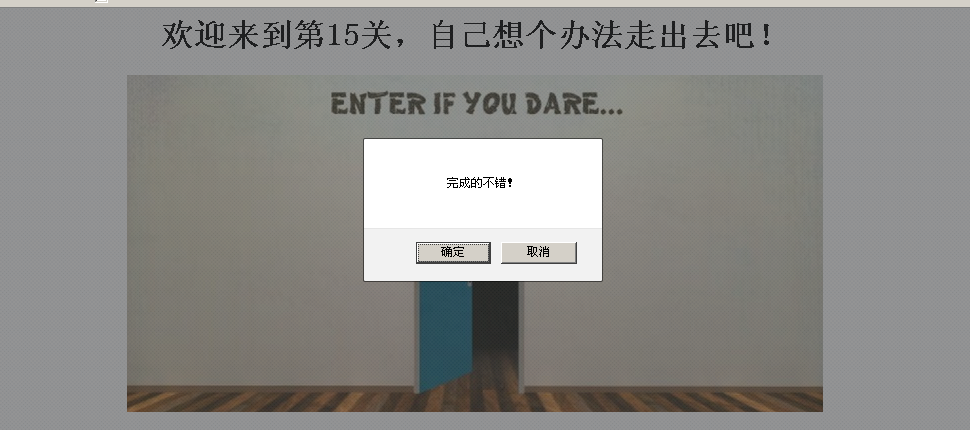 欢迎来到第15关，自己想个办法走出去吧！
ENTER IF YOU DARE...
完成的不错！
确定
取消